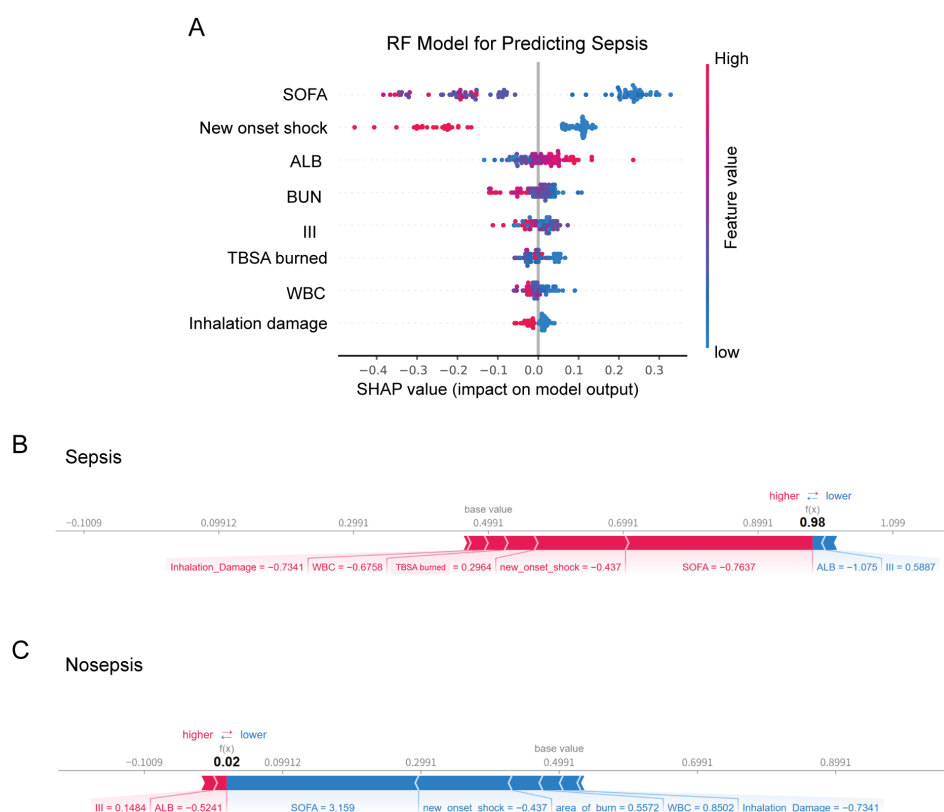 A
RF Model for Predicting Sepsis
High
SOFA
New onset shock
ALB
BUN
III
TBSA burned
WBC
Inhalation damage
Feature value
low
−0.4 −0.3 −0.2 −0.1 0.0 0.1 0.2 0.3
SHAP value (impact on model output)
B
Sepsis
higher ⇄ lower
base value f(x)
−0.1009 0.09912 0.2991 0.4991 0.6991 0.8991 0.98 1.099
Inhalation_Damage = −0.7341 WBC = −0.6758 TBSA burned = 0.2964 new_onset_shock = −0.437 SOFA = −0.7637 ALB = −1.075 III = 0.5887
C
Nosepsis
higher ⇄ lower
f(x) base value
−0.1009 0.02 0.09912 0.2991 0.4991 0.6991 0.8991
III = 0.1484 ALB = −0.5241 SOFA = 3.159 new_onset_shock = −0.437 area_of_burn = 0.5572 WBC = 0.8502 Inhalation_Damage = −0.7341